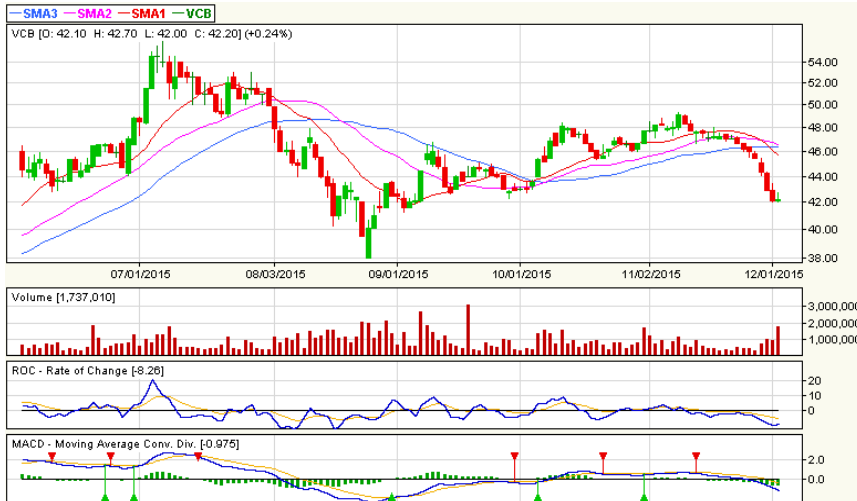 SMA3 SMA2 SMA1 VCB
VCB [O: 42.10 H: 42.70 L: 42.00 C: 42.20] (+0.24%)
54.00
52.00
50.00
48.00
46.00
44.00
42.00
40.00
38.00
07/01/2015 08/03/2015 09/01/2015 10/01/2015 11/02/2015 12/01/2015
Volume [1,737,010]
3,000,000
2,000,000
1,000,000
ROC - Rate of Change [-8.26]
20
10
0
MACD - Moving Average Conv. Div. [-0.975]
2.0
0.0